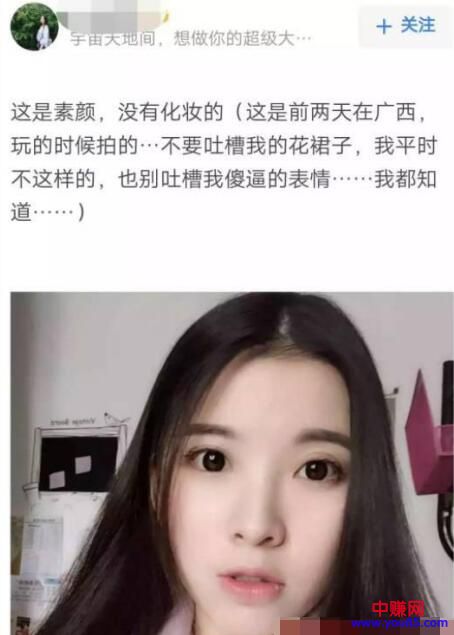 宇宙天地间，想做你的超级大…
+ 关注
这是素颜，没有化妆的（这是前两天在广西，
玩的时候拍的…不要吐槽我的花裙子，我平时
不这样的，也别吐槽我傻逼的表情……我都知
道……）
Vintage Board
中赚网